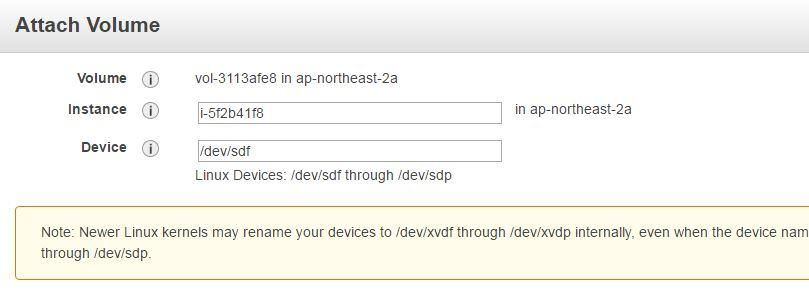 Attach Volume
Volume i vol-3113afe8 in ap-northeast-2a
Instance i i-5f2b41f8 in ap-northeast-2a
Device i /dev/sdf
Linux Devices: /dev/sdf through /dev/sdp
Note: Newer Linux kernels may rename your devices to /dev/xvdf through /dev/xvdp internally, even when the device nam
through /dev/sdp.